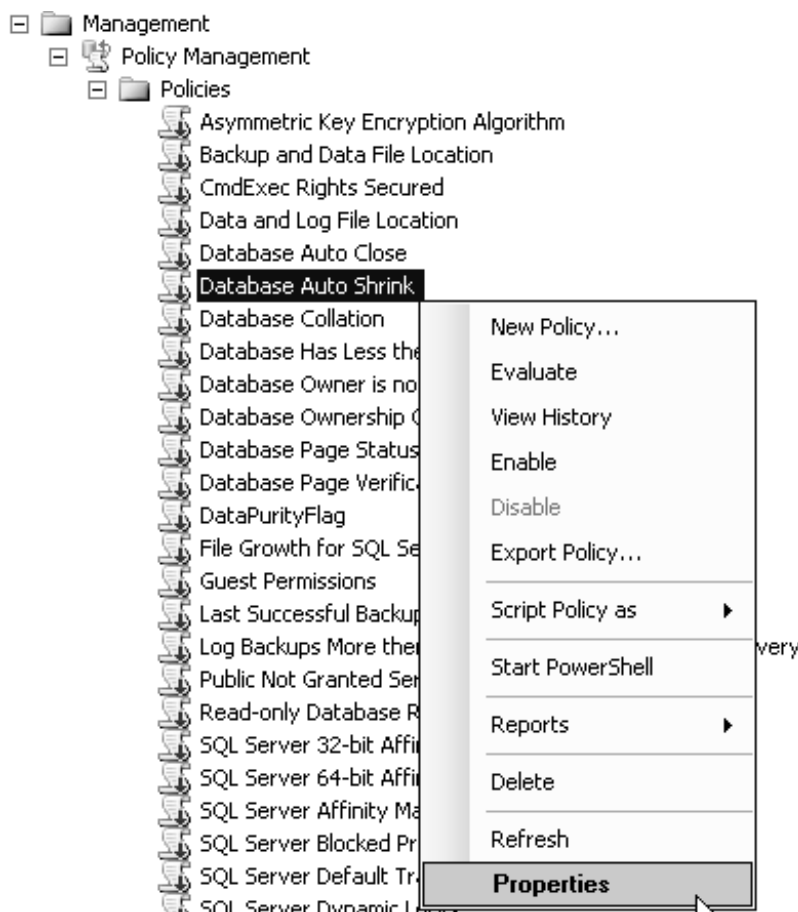 Management
Policy Management
Policies
Asymmetric Key Encryption Algorithm
Backup and Data File Location
CmdExec Rights Secured
Data and Log File Location
Database Auto Close
Database Auto Shrink
Database Collation
Database Has Less the
Database Owner is no
Database Ownership
Database Page Status
Database Page Verific
DataPurityFlag
File Growth for SQL Se
Guest Permissions
Last Successful Backup
Log Backups More the
very
Public Not Granted Ser
Read-only Database R
SQL Server 32-bit Affi
SQL Server 64-bit Affi
SQL Server Affinity Ma
SQL Server Blocked Pr
SQL Server Default Tr
SQL Server Dynamic
New Policy...
Evaluate
View History
Enable
Disable
Export Policy...
Script Policy as
Start PowerShell
Reports
Delete
Refresh
Properties